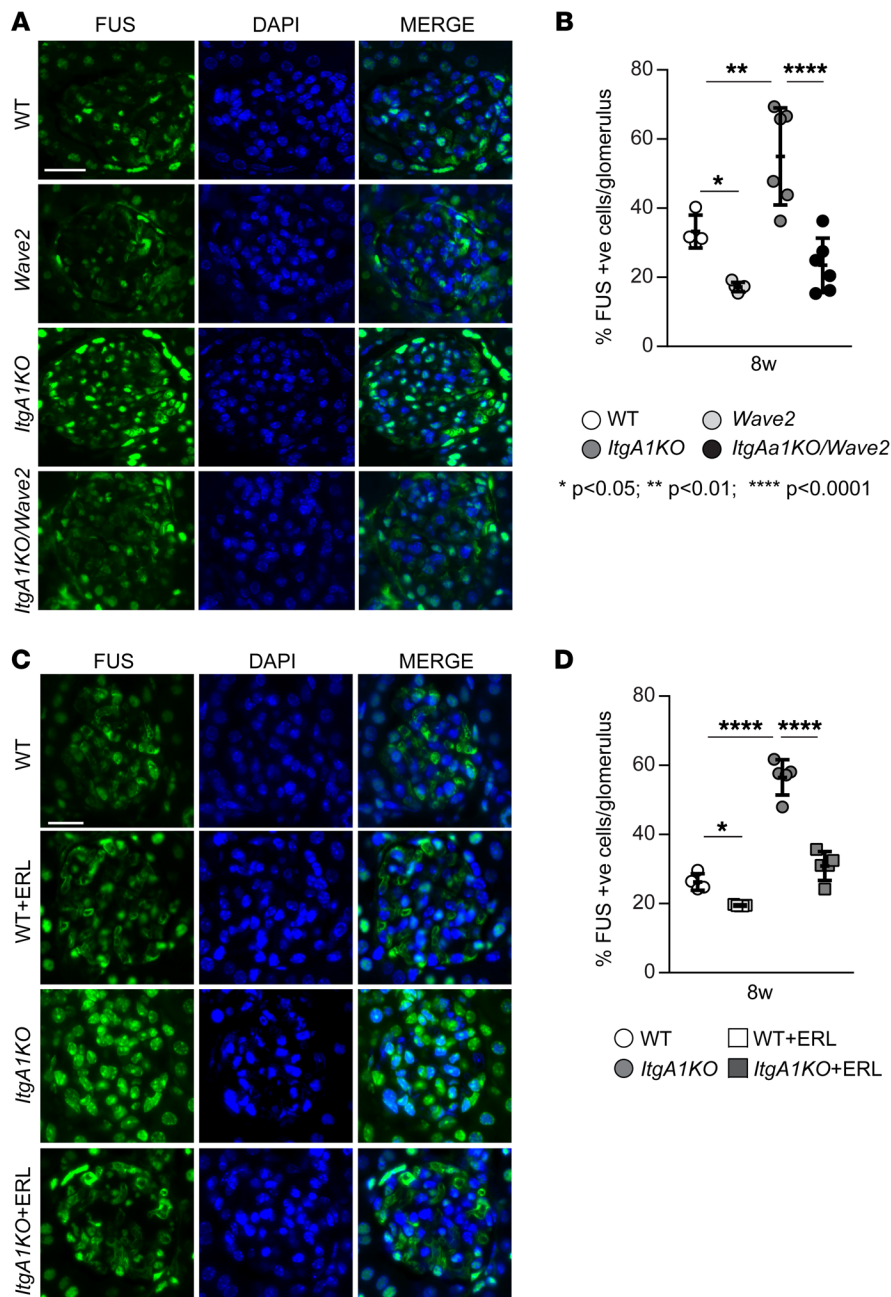 A
FUS DAPI MERGE
WT
Wave2
ItgA1KO
ItgA1KO/Wave2
B
% FUS +ve cells/glomerulus
80
60
40
20
0
** ****
*
8w
WT Wave2
ItgA1KO ItgAa1KO/Wave2
* p<0.05; ** p<0.01; **** p<0.0001
C
FUS DAPI MERGE
WT
WT+ERL
ItgA1KO
ItgA1KO+ERL
D
% FUS +ve cells/glomerulus
80
60
40
20
0
**** ****
*
8w
WT WT+ERL
ItgA1KO ItgA1KO+ERL